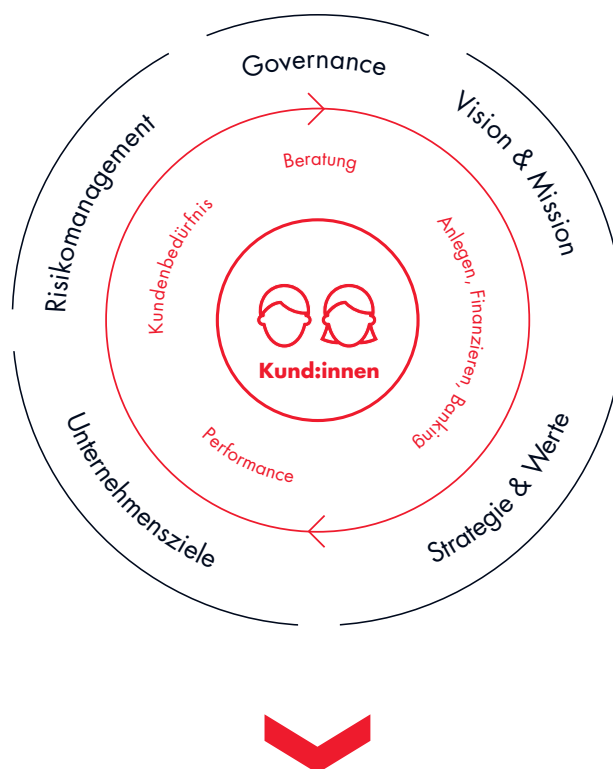 Governance
Vision & Mission
Strategie & Werte
Unternehmensziele
Risikomanagement
Beratung
Anlegen, Finanzieren, Banking
Performance
Kundenbedürfnis
Kund:innen